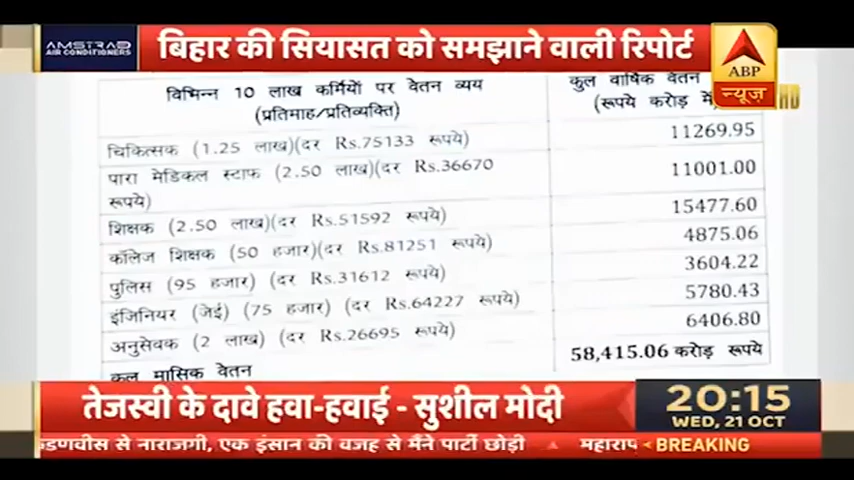 AMSTRAD
AIR CONDITIONERS
बिहार की सियासत को समझाने वाली रिपोर्ट
ABP
न्यूज़
HD
विभिन्न 10 लाख कर्मियों पर वेतन व्यय
(प्रतिमाह/प्रतिव्यक्ति)
कुल वार्षिक वेतन
(रूपये करोड़ में
चिकित्सक (1.25 लाख)(दर Rs.75133 रूपये) 11269.95
पारा मेडिकल स्टाफ (2.50 लाख)(दर Rs.36670 11001.00
रूपए)
शिक्षक (2.50 लाख)(दर Rs.51592 रूपये) 15477.60
कॉलेज शिक्षक (50 हजार)(दर Rs.81251 रूपये) 4875.06
पुलिस (95 हजार) (दर Rs.31612 रूपये) 3604.22
इंजिनियर (जेई) (75 हजार) (दर Rs.64227 रूपये) 5780.43
अनुसेवक (2 लाख) (दर Rs.26695 रूपये) 6406.80
कुल मासिक वेतन 58,415.06 करोड़ रूपये
तेजस्वी के दावे हवा-हवाई - सुशील मोदी
20:15
WED, 21 OCT
फडणवीस से नाराजगी, एक इंसान की वजह से मैंने पार्टी छोड़ी
BREAKING